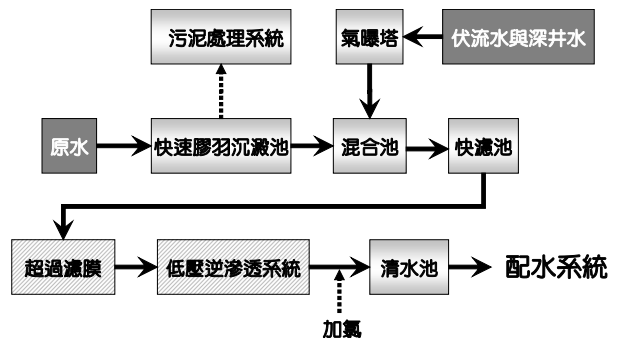 污泥處理系統
氣曝塔
伏流水與深井水
原水
快速膠羽沉澱池
混合池
快濾池
超過濾膜
低壓逆滲透系統
清水池
配水系統
加氯